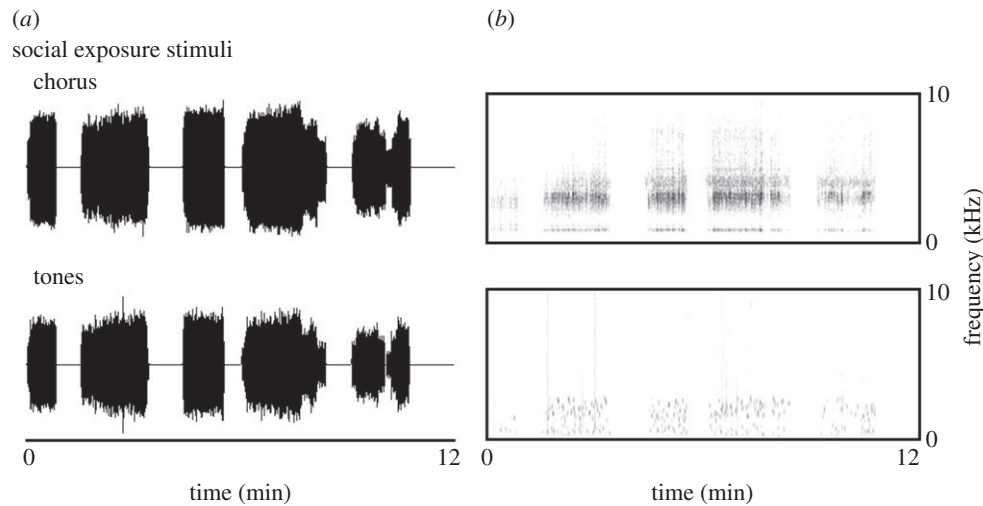 (a)
social exposure stimuli
chorus
tones
0 12
time (min)
(b)
10
0
10
0
0 12
time (min)
frequency (kHz)